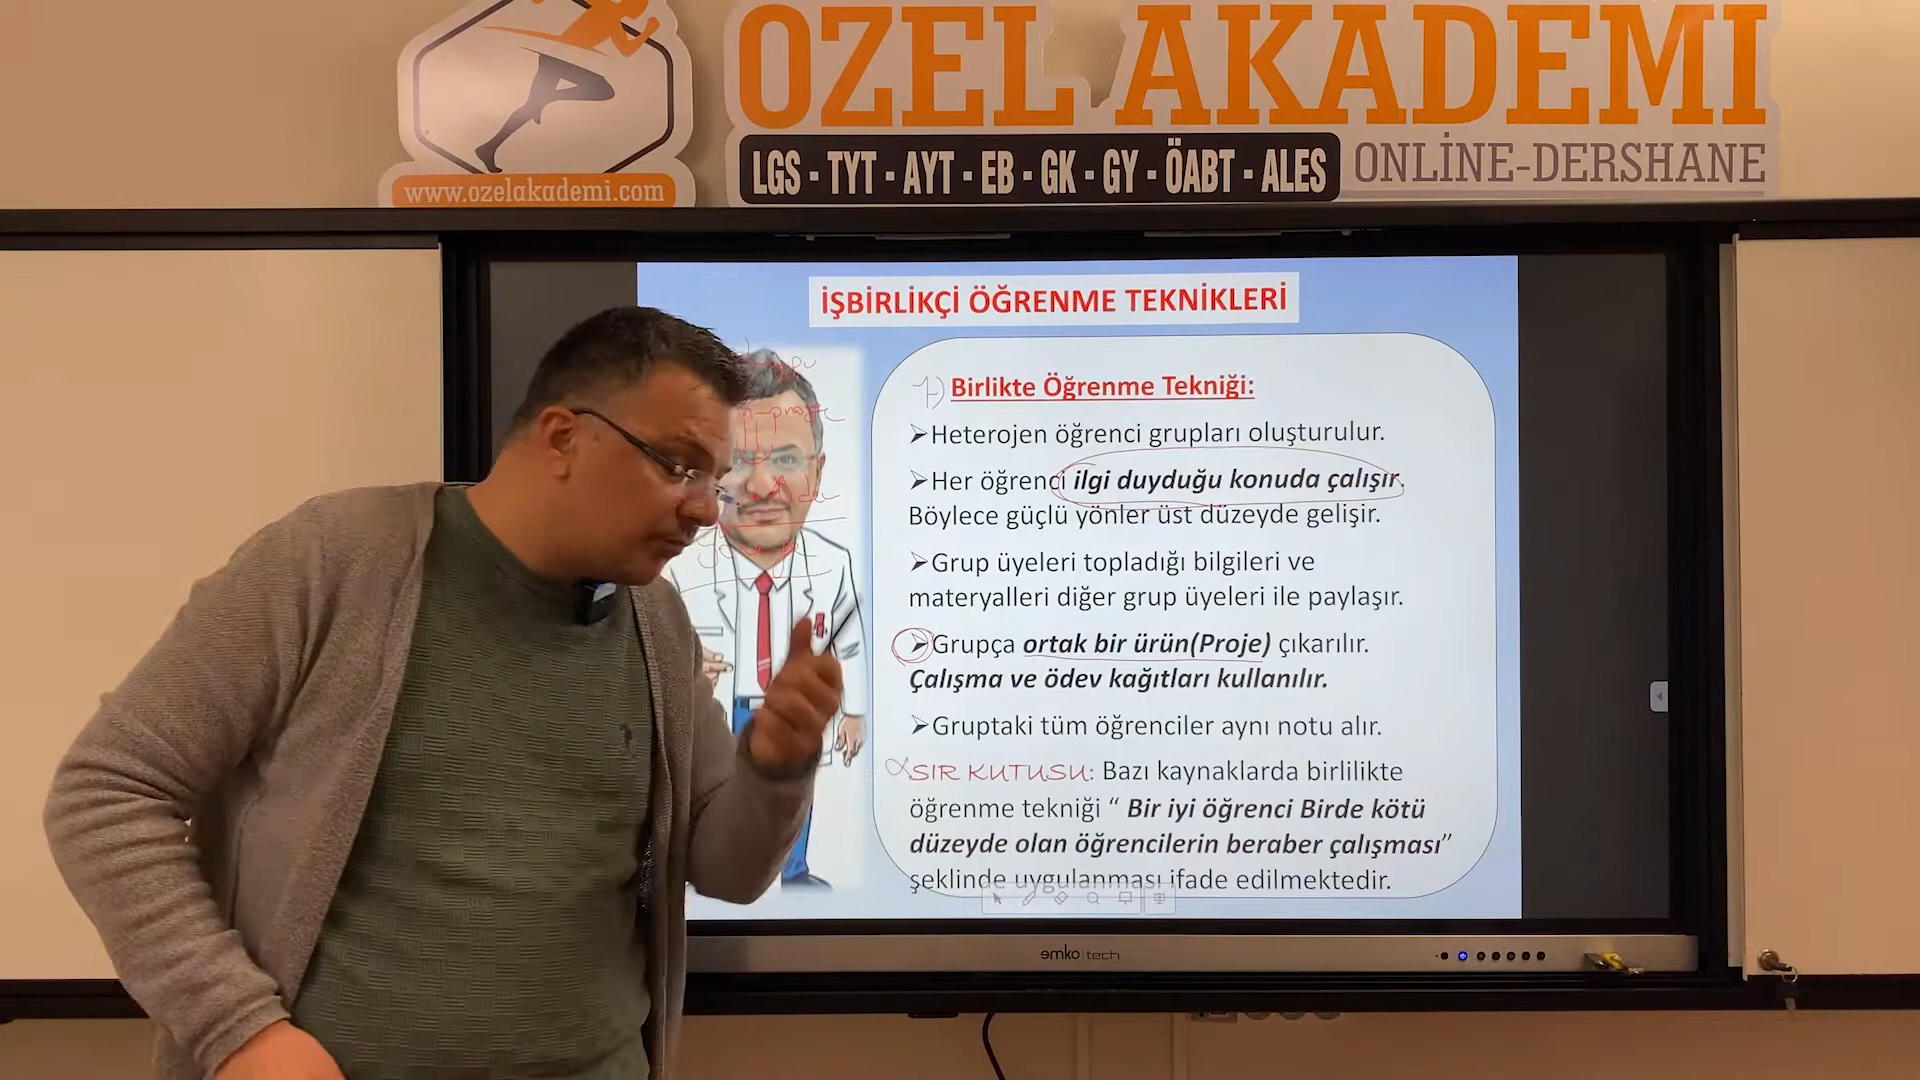 OZEL AKADEMİ
LGS - TYT - AYT - EB - GK - GY - ÖABT - ALES
ONLİNE-DERSHANE
www.ozelakademi.com
İŞBİRLİKÇİ ÖĞRENME TEKNİKLERİ
1) Birlikte Öğrenme Tekniği:
➢Heterojen öğrenci grupları oluşturulur.
➢Her öğrenci ilgi duyduğu konuda çalışır.
Böylece güçlü yönler üst düzeyde gelişir.
➢Grup üyeleri topladığı bilgileri ve
materyalleri diğer grup üyeleri ile paylaşır.
➢Grupça ortak bir ürün(Proje) çıkarılır.
Çalışma ve ödev kağıtları kullanılır.
➢Gruptaki tüm öğrenciler aynı notu alır.
SIR KUTUSU: Bazı kaynaklarda birlilikte
öğrenme tekniği “ Bir iyi öğrenci Birde kötü
düzeyde olan öğrencilerin beraber çalışması”
şeklinde uygulanması ifade edilmektedir.
emko | tech